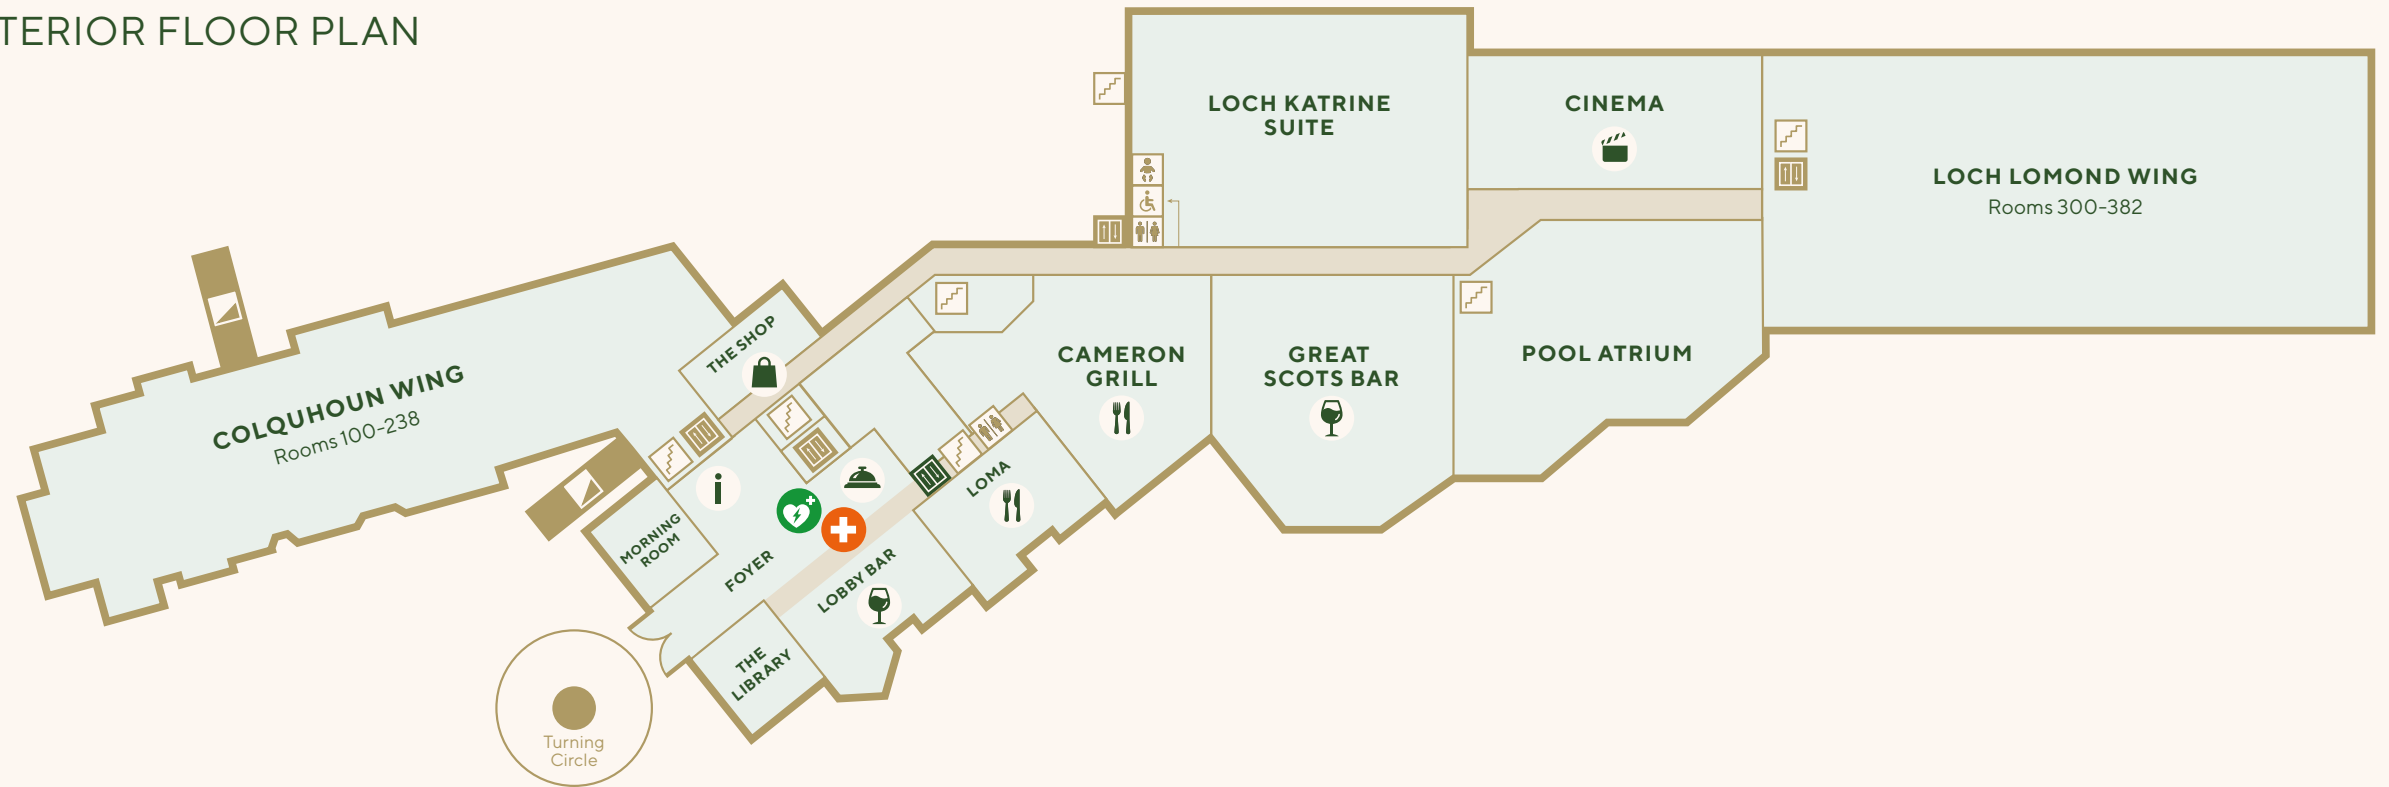 TERIOR FLOOR PLAN
LOCH KATRINE
SUITE
CINEMA
LOCH LOMOND WING
Rooms 300-382
COLQUHOUN WING
Rooms 100-238
THE SHOP
CAMERON
GRILL
GREAT
SCOTS BAR
POOL ATRIUM
MORNING
ROOM
FOYER
LOMA
LOBBY BAR
THE
LIBRARY
Turning
Circle